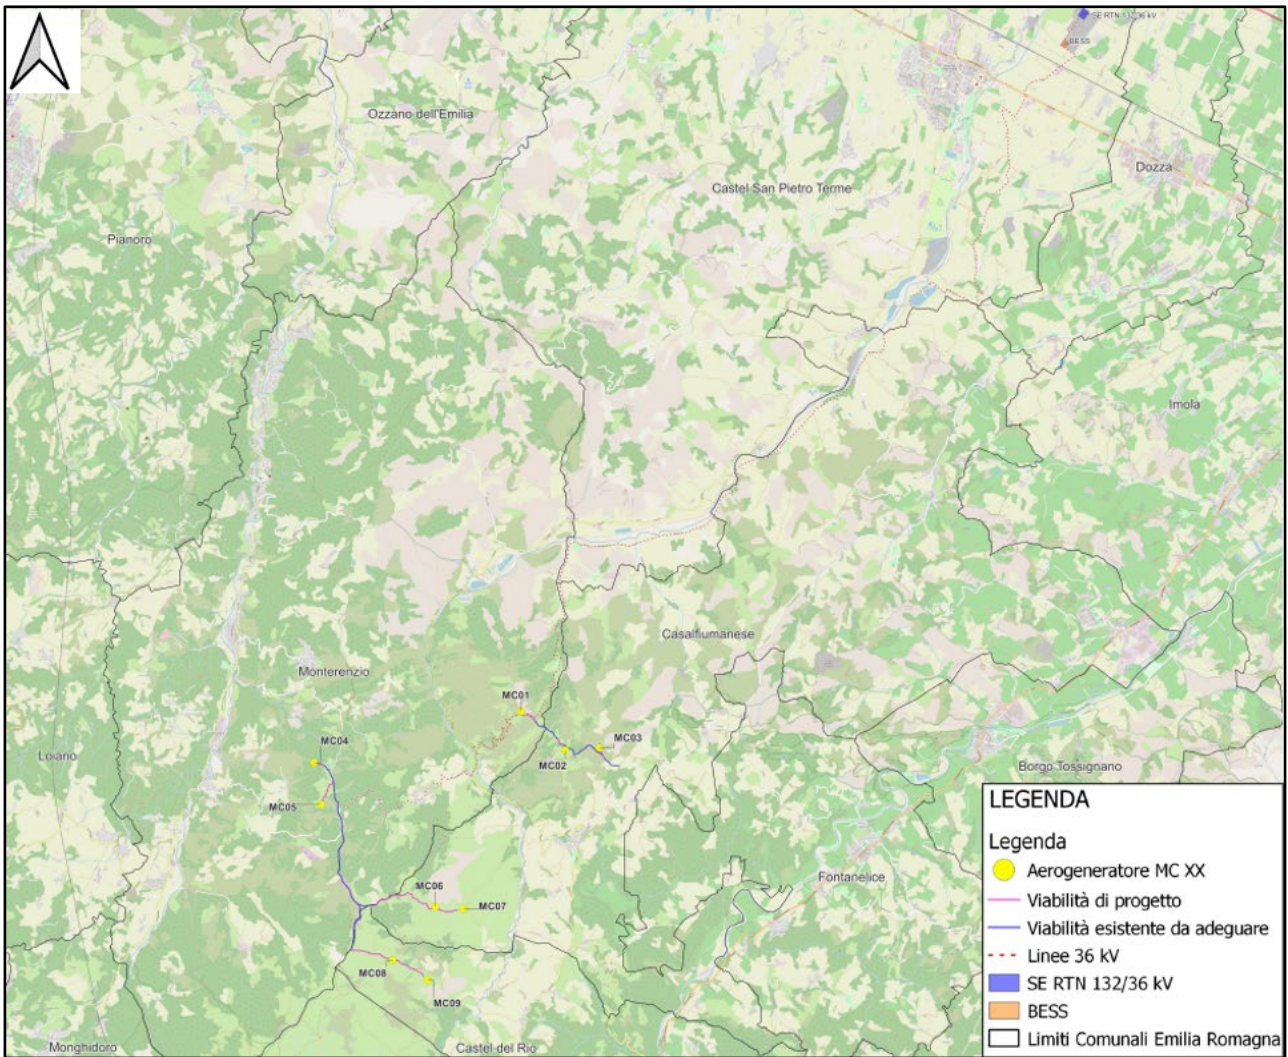 SE RTN 132/36 kV
BESS
Ozzano dell'Emilia
Dozza
Castel San Pietro Terme
Pianoro
Imola
Casalfiumanese
Monterenzio
MC01
MC03
MC04
MC02
Loiano
Borgo Tossignano
MC05
Fontanelice
MC06
MC07
MC08
MC09
Monghidoro
Castel del Rio
LEGENDA
Legenda
Aerogeneratore MC XX
Viabilità di progetto
Viabilità esistente da adeguare
Linee 36 kV
SE RTN 132/36 kV
BESS
Limiti Comunali Emilia Romagna